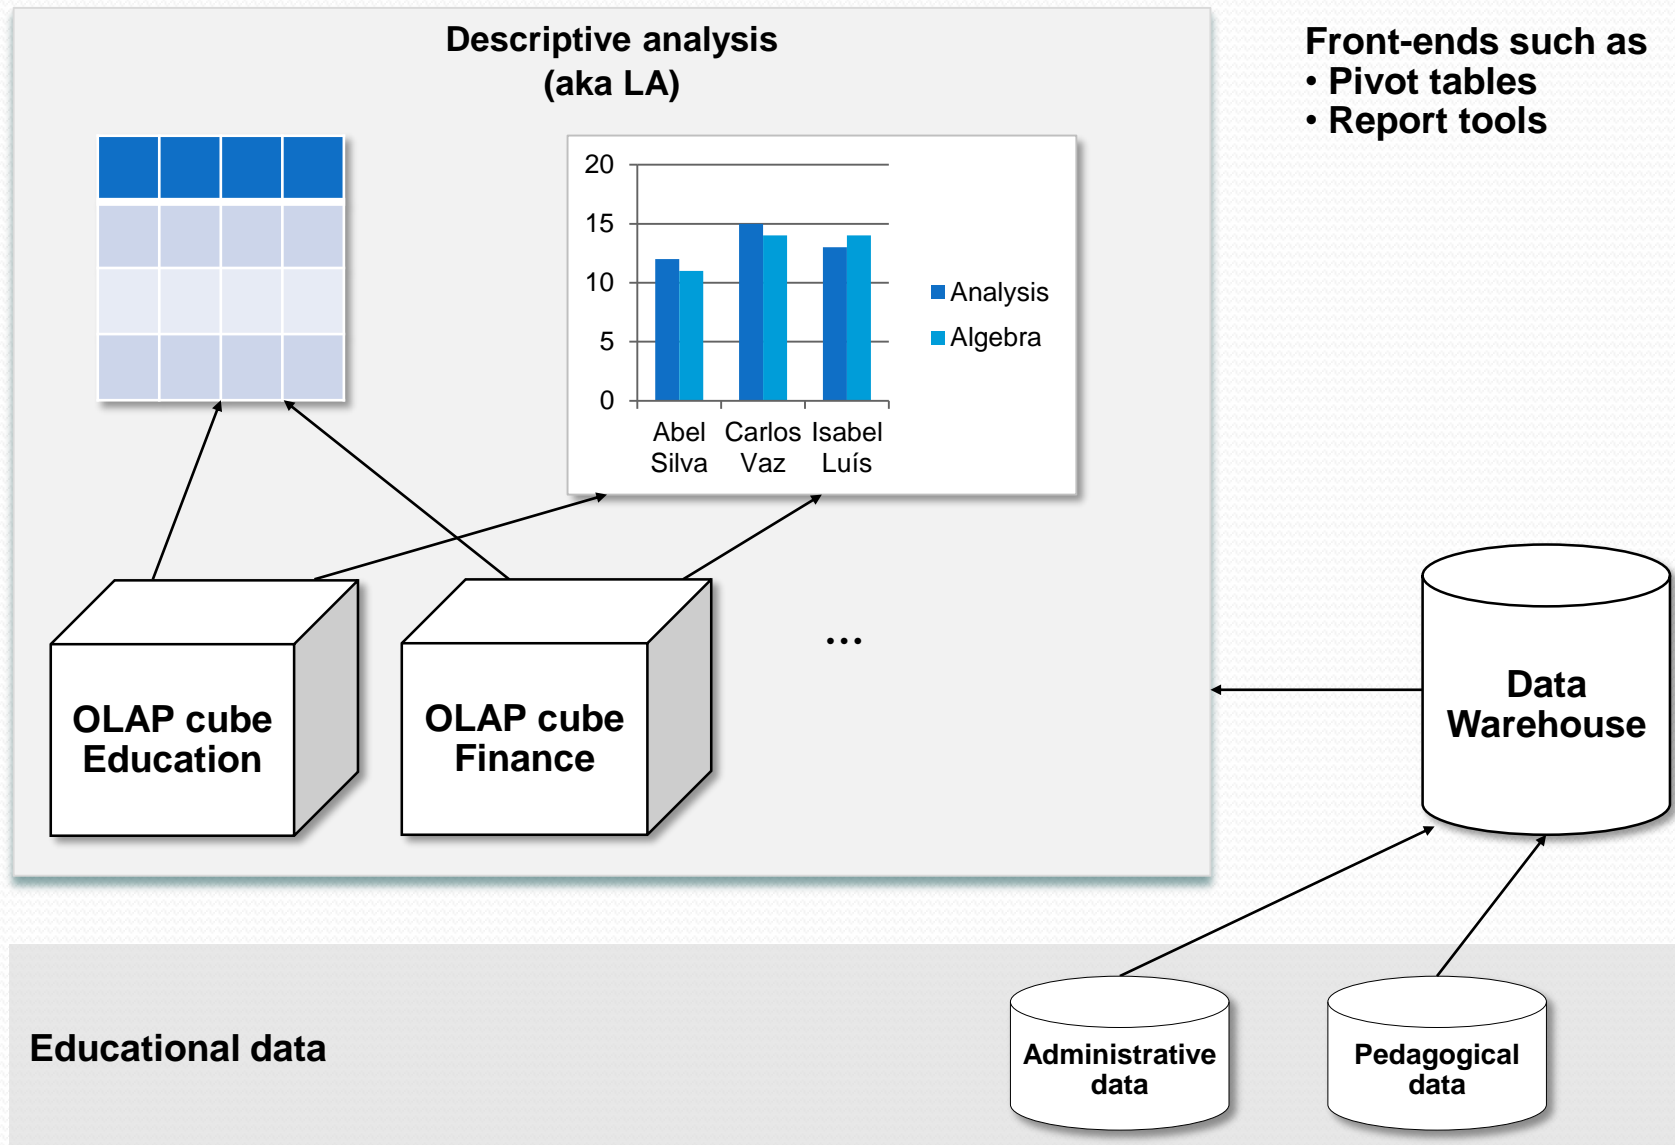 Descriptive analysis
(aka LA)
Front-ends such as
• Pivot tables
• Report tools
20
15
10
5
0
Abel
Silva
Carlos
Vaz
Isabel
Luís
Analysis
Algebra
OLAP cube
Education
OLAP cube
Finance
...
Data
Warehouse
Educational data
Administrative
data
Pedagogical
data